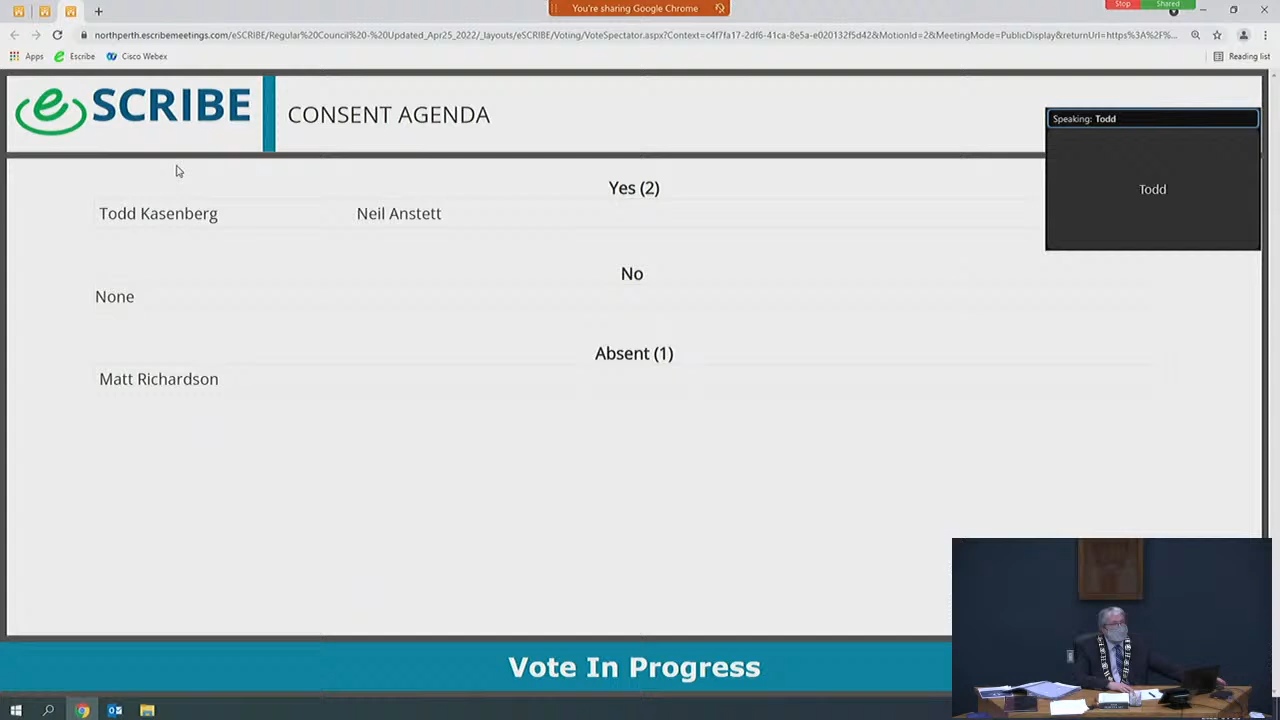 You're sharing Google Chrome
Stop
Shared
northperth.escribemeetings.com/eSCRIBE/Regular%20Council%20-%20Updated_Apr25_2022/_layouts/eSCRIBE/Voting/VoteSpectator.aspx?Context=c4f7fa17-2df6-41ca-8e5a-e020132f5d42&MotionId=2&MeetingMode=PublicDisplay&returnUrl=https%3A%2F%...
Apps
Escribe
Cisco Webex
Reading list
eSCRIBE
CONSENT AGENDA
Speaking: Todd
Todd
Yes (2)
Todd Kasenberg
Neil Anstett
No
None
Absent (1)
Matt Richardson
Vote In Progress